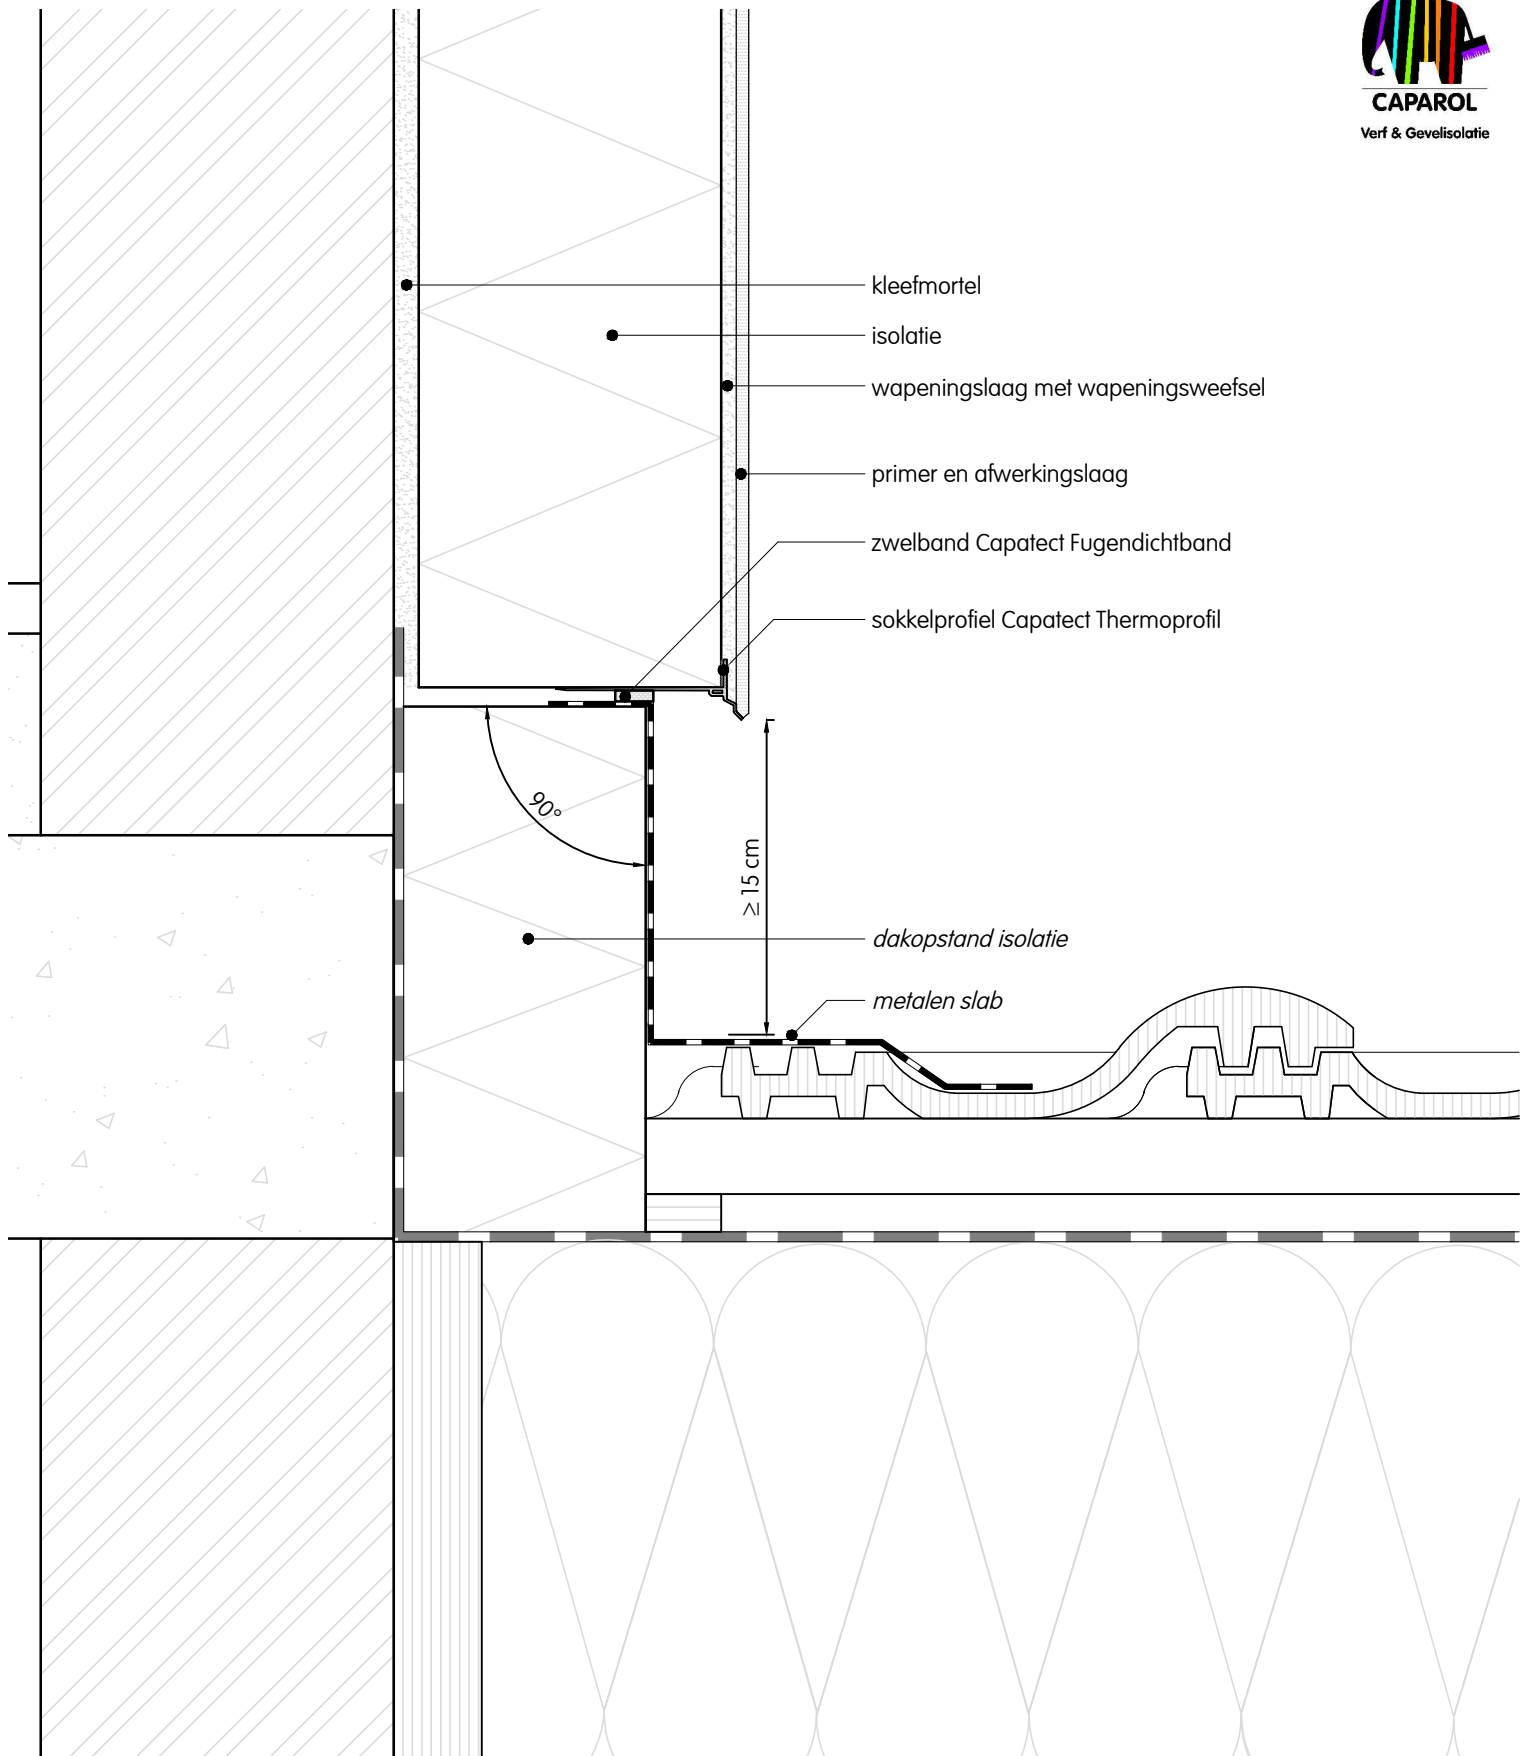 CAPAROL
Verf & Gevelisolatie
kleefmortel
isolatie
wapeningslaag met wapeningsweefsel
primer en afwerkingslaag
zwelband Capatect Fugendichtband
sokkelprofiel Capatect Thermoprofil
90°
≥ 15 cm
dakopstand isolatie
metalen slab